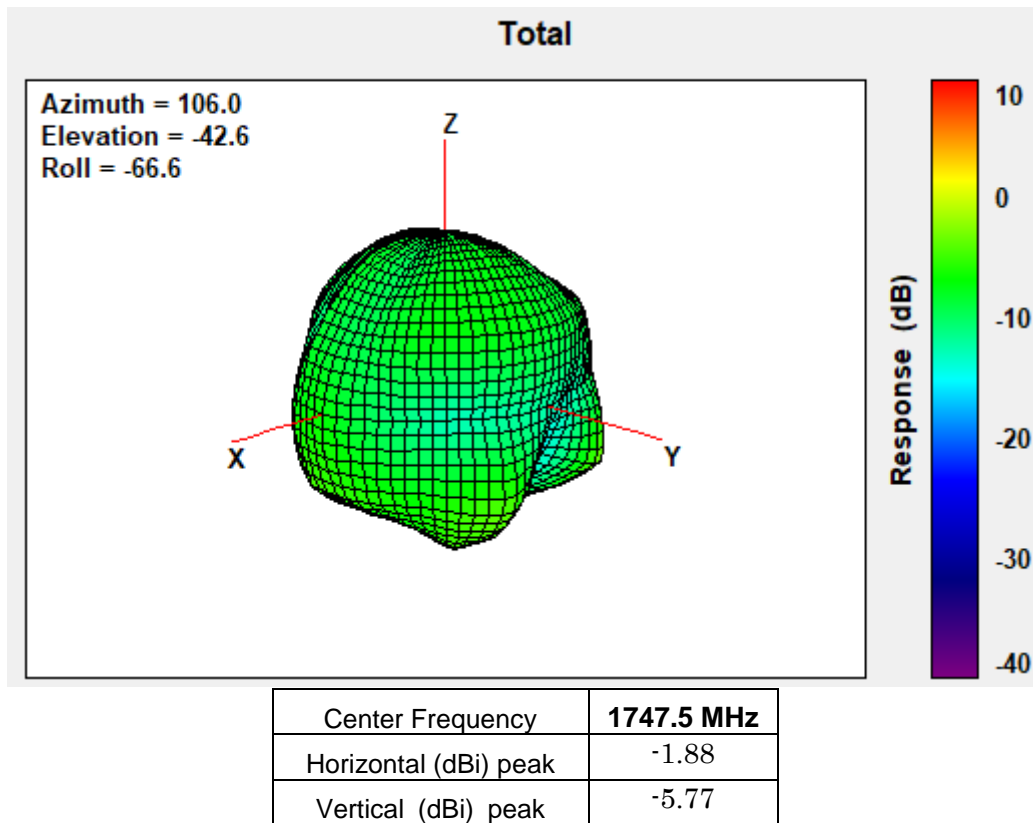 Total
Azimuth = 106.0
Elevation = -42.6
Roll = -66.6
Z
X
Y
10
0
-10
-20
-30
-40
Response (dB)
Center Frequency 1747.5 MHz
Horizontal (dBi) peak -1.88
Vertical (dBi) peak -5.77